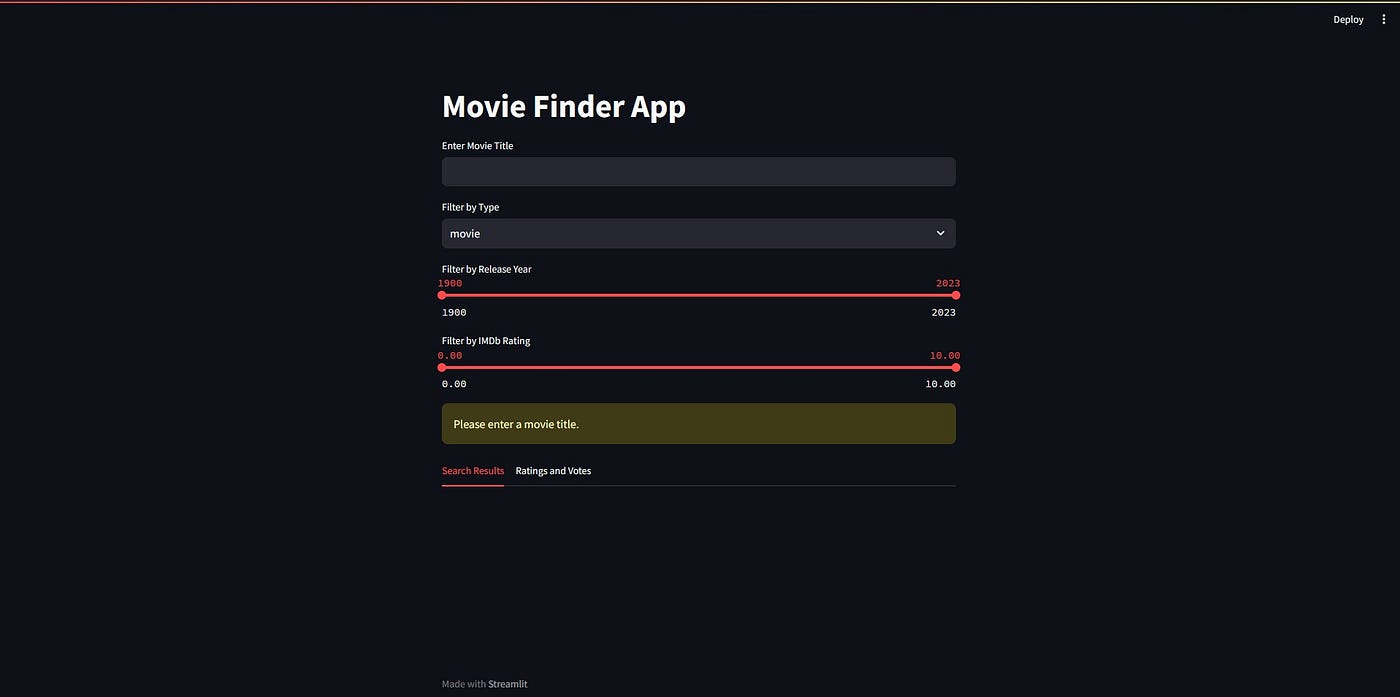 Deploy
Movie Finder App
Enter Movie Title
Filter by Type
movie
Filter by Release Year
1900 2023
1900 2023
Filter by IMDb Rating
0.00 10.00
0.00 10.00
Please enter a movie title.
Search Results Ratings and Votes
Made with Streamlit